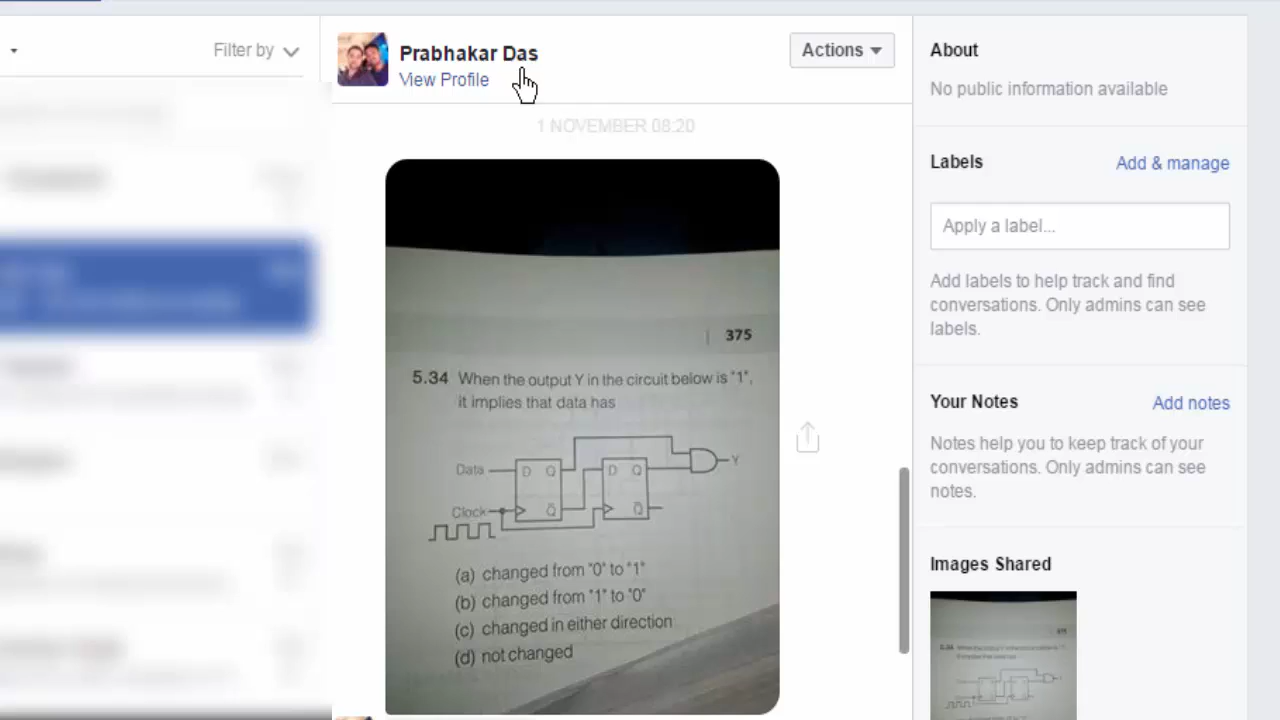 Filter by
Prabhakar Das
View Profile
Actions
1 NOVEMBER 08:20
375
5.34 When the output Y in the circuit below is "1",
it implies that data has
Data
D Q
D Q
Y
Clock
Q̄
Q̄
(a) changed from "0" to "1"
(b) changed from "1" to "0"
(c) changed in either direction
(d) not changed
About
No public information available
Labels
Add & manage
Apply a label...
Add labels to help track and find
conversations. Only admins can see
labels.
Your Notes
Add notes
Notes help you to keep track of your
conversations. Only admins can see
notes.
Images Shared